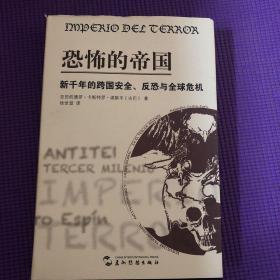 IMPERIO DEL TERROR
恐怖的帝国
新千年的跨国安全、反恐与全球危机
ANTITEI
TERCER MILENIO
IMPER
ro Espín
TERRO
五洲传播出版社